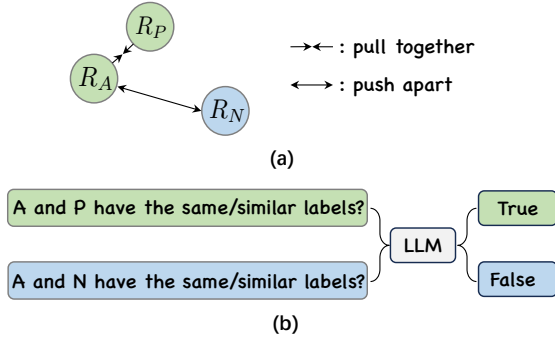 R_P
R_A
R_N
: pull together
: push apart
(a)
A and P have the same/similar labels?
True
LLM
A and N have the same/similar labels?
False
(b)